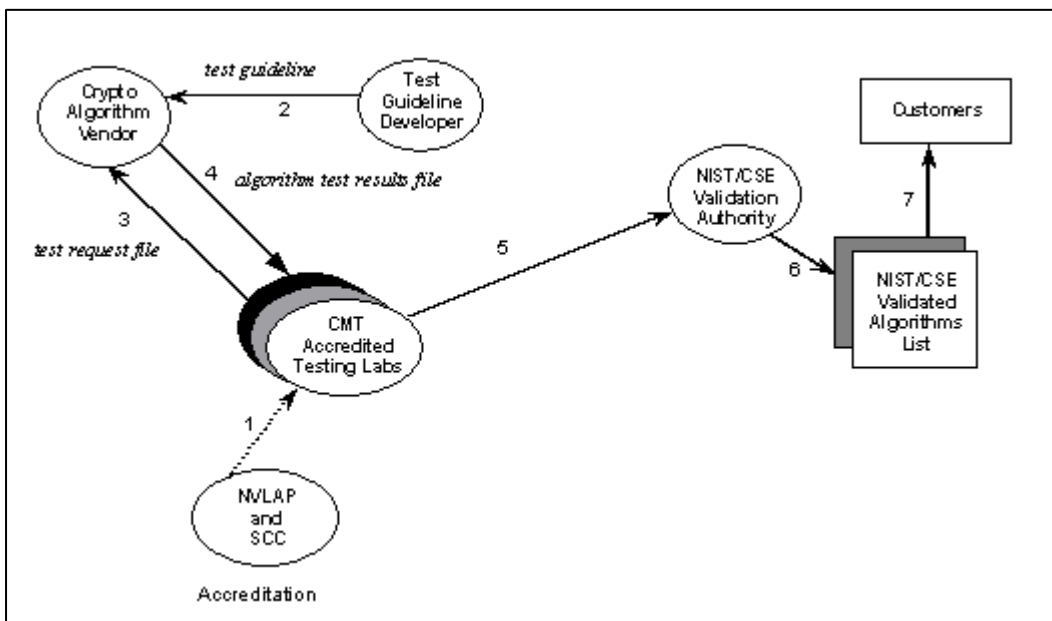 test guideline
2
Crypto
Algorithm
Vendor
Test
Guideline
Developer
Customers
4
algorithm test results file
3
test request file
NIST/CSE
Validation
Authority
7
5
6
NIST/CSE
Validated
Algorithms
List
CMT
Accredited
Testing Labs
1
NVLAP
and
SCC
Accreditation